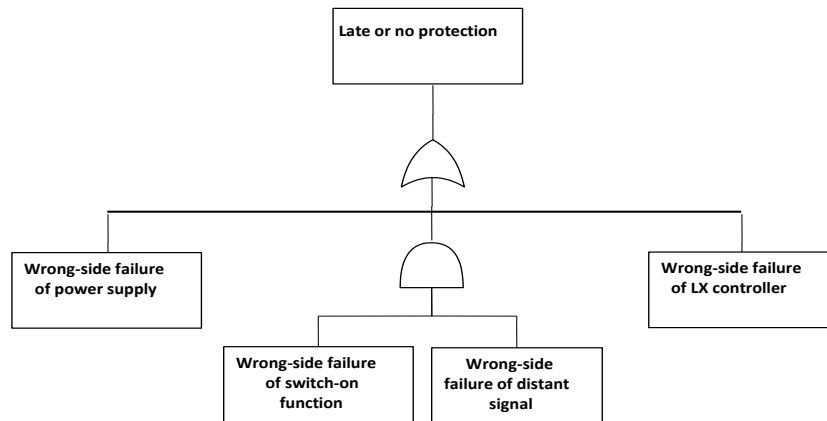 Late or no protection
Wrong-side failure
of power supply
Wrong-side failure
of LX controller
Wrong-side failure
of switch-on
function
Wrong-side
failure of distant
signal